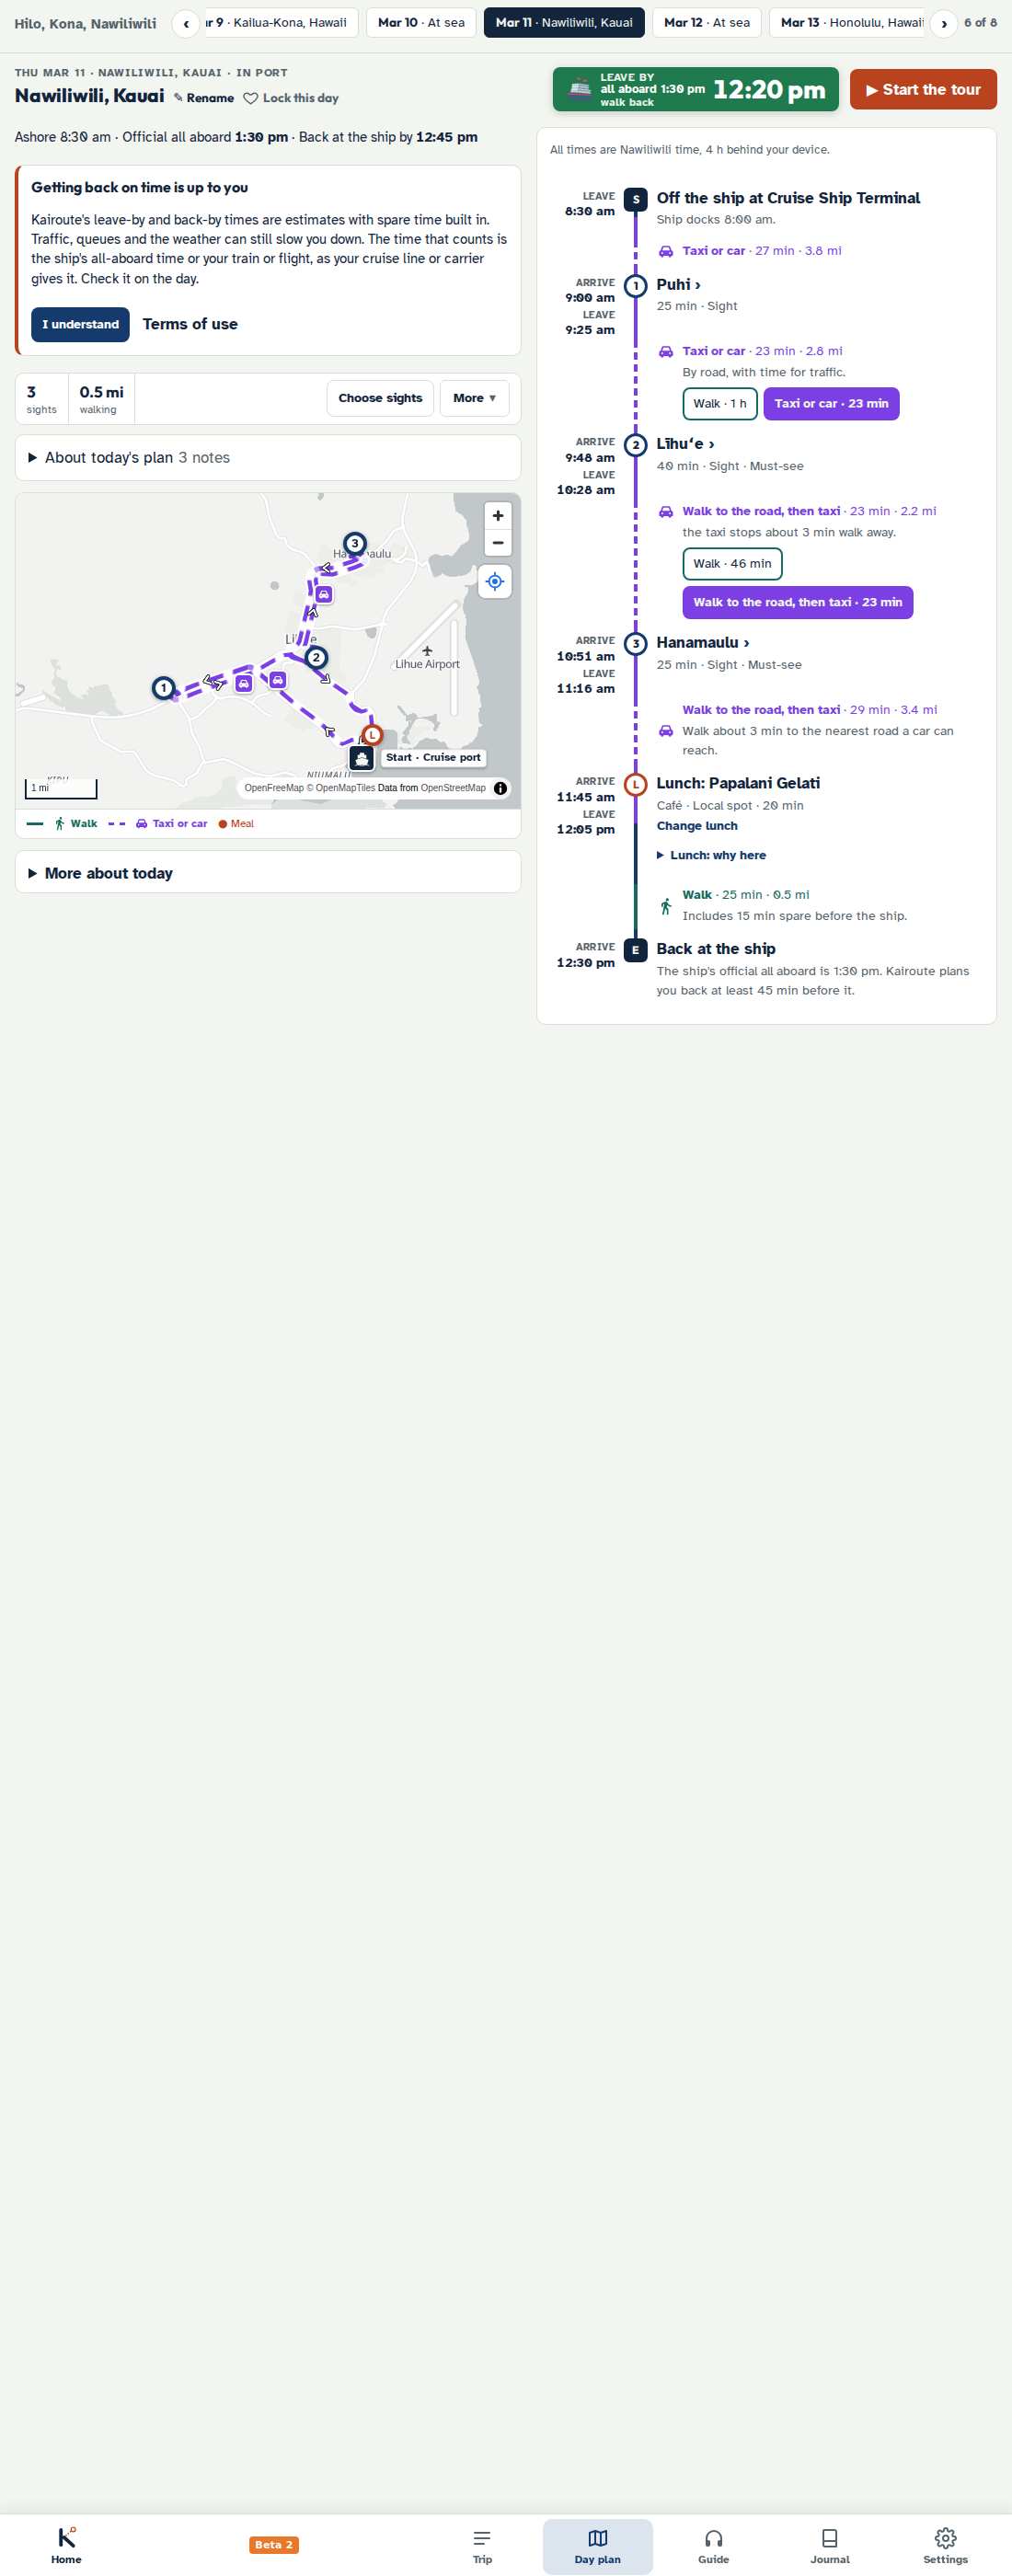 Hilo, Kona, Nawiliwili
‹
ar 9 · Kailua-Kona, Hawaii
Mar 10 · At sea
Mar 11 · Nawiliwili, Kauai
Mar 12 · At sea
Mar 13 · Honolulu, Hawaii
›
6 of 8
THU MAR 11 · NAWILIWILI, KAUAI · IN PORT
Nawiliwili, Kauai ✎ Rename Lock this day
LEAVE BY
all aboard 1:30 pm
walk back
12:20 pm
▶ Start the tour
Ashore 8:30 am · Official all aboard 1:30 pm · Back at the ship by 12:45 pm
Getting back on time is up to you
Kairoute's leave-by and back-by times are estimates with spare time built in.
Traffic, queues and the weather can still slow you down. The time that counts is
the ship's all-aboard time or your train or flight, as your cruise line or carrier
gives it. Check it on the day.
I understand
Terms of use
3
sights
0.5 mi
walking
Choose sights
More ▾
▶ About today's plan 3 notes
3
Lihue Airport
2
1
L
Start · Cruise port
NIUMALU
1 mi
OpenFreeMap © OpenMapTiles Data from OpenStreetMap
Walk
Taxi or car
Meal
▶ More about today
All times are Nawiliwili time, 4 h behind your device.
LEAVE
8:30 am
S
Off the ship at Cruise Ship Terminal
Ship docks 8:00 am.
Taxi or car · 27 min · 3.8 mi
ARRIVE
9:00 am
LEAVE
9:25 am
1
Puhi ›
25 min · Sight
Taxi or car · 23 min · 2.8 mi
By road, with time for traffic.
Walk · 1 h
Taxi or car · 23 min
ARRIVE
9:48 am
LEAVE
10:28 am
2
Līhuʻe ›
40 min · Sight · Must-see
Walk to the road, then taxi · 23 min · 2.2 mi
the taxi stops about 3 min walk away.
Walk · 46 min
Walk to the road, then taxi · 23 min
ARRIVE
10:51 am
LEAVE
11:16 am
3
Hanamaulu ›
25 min · Sight · Must-see
Walk to the road, then taxi · 29 min · 3.4 mi
Walk about 3 min to the nearest road a car can
reach.
ARRIVE
11:45 am
LEAVE
12:05 pm
L
Lunch: Papalani Gelati
Café · Local spot · 20 min
Change lunch
▶ Lunch: why here
Walk · 25 min · 0.5 mi
Includes 15 min spare before the ship.
ARRIVE
12:30 pm
E
Back at the ship
The ship's official all aboard is 1:30 pm. Kairoute plans
you back at least 45 min before it.
Home
Beta 2
Trip
Day plan
Guide
Journal
Settings